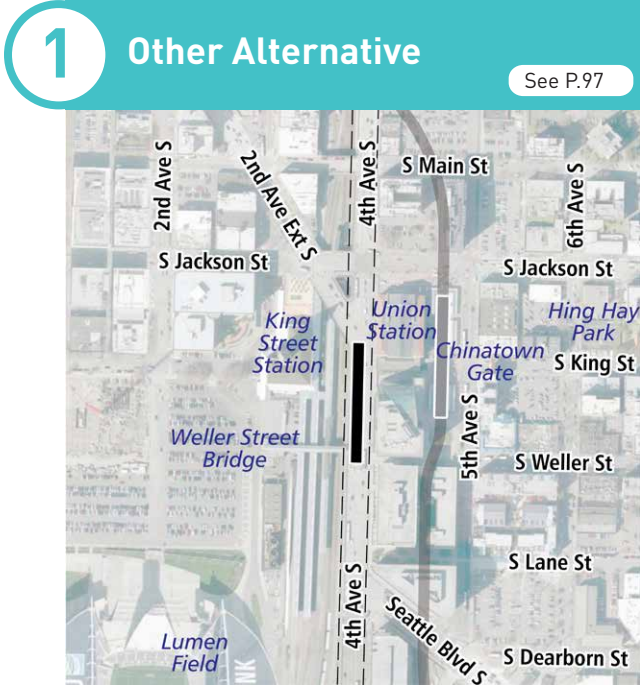 1
Other Alternative
See P.97
2nd Ave S
2nd Ave Ext S
4th Ave S
S Main St
6th Ave S
S Jackson St
S Jackson St
King
Street
Station
Union
Station
Hing Hay
Park
Chinatown
Gate
S King St
Weller Street
Bridge
5th Ave S
S Weller St
S Lane St
4th Ave S
Seattle Blvd S
Lumen
Field
NK
S Dearborn St